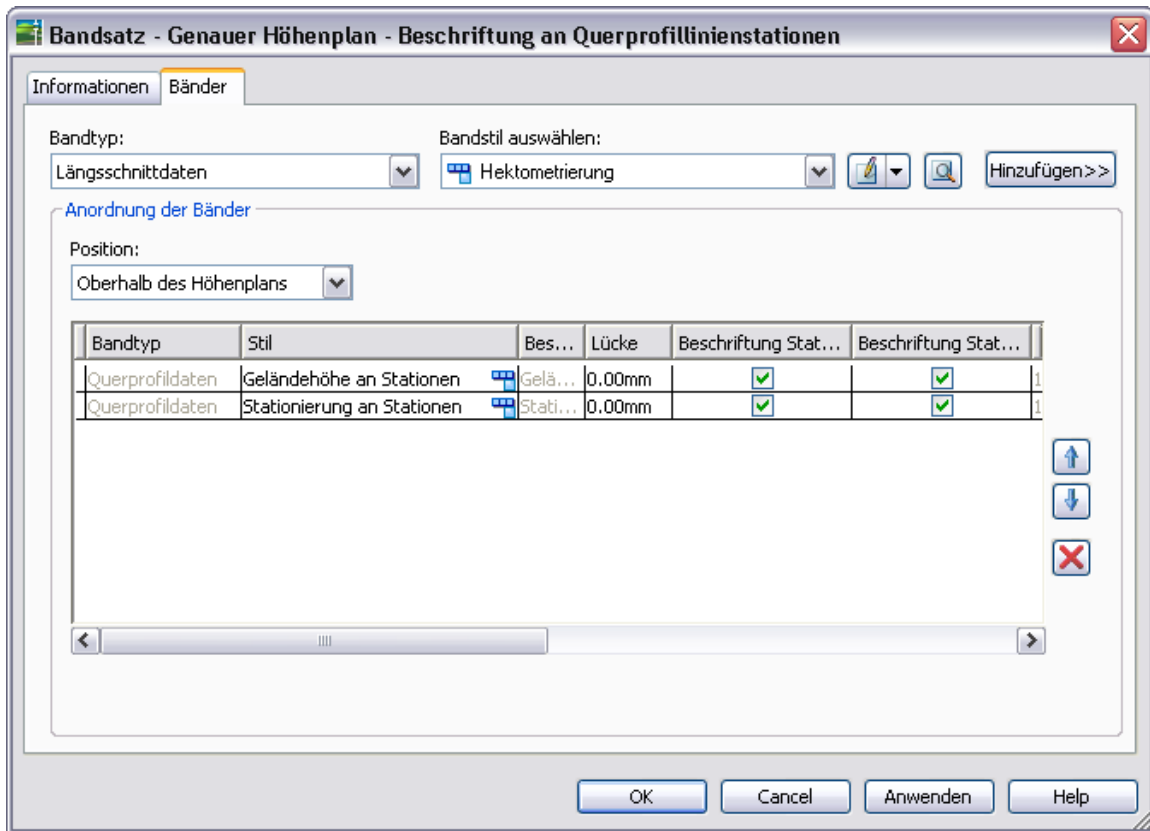 Bandsatz - Genauer Höhenplan - Beschriftung an Querprofillinienstationen
Informationen Bänder
Bandtyp: Bandstil auswählen:
Längsschnittdaten Hektometrierung Hinzufügen>>
Anordnung der Bänder
Position:
Oberhalb des Höhenplans
Bandtyp Stil Bes... Lücke Beschriftung Stat... Beschriftung Stat...
Querprofildaten Geländehöhe an Stationen Gelä... 0.00mm 1
Querprofildaten Stationierung an Stationen Stati... 0.00mm 1
OK Cancel Anwenden Help